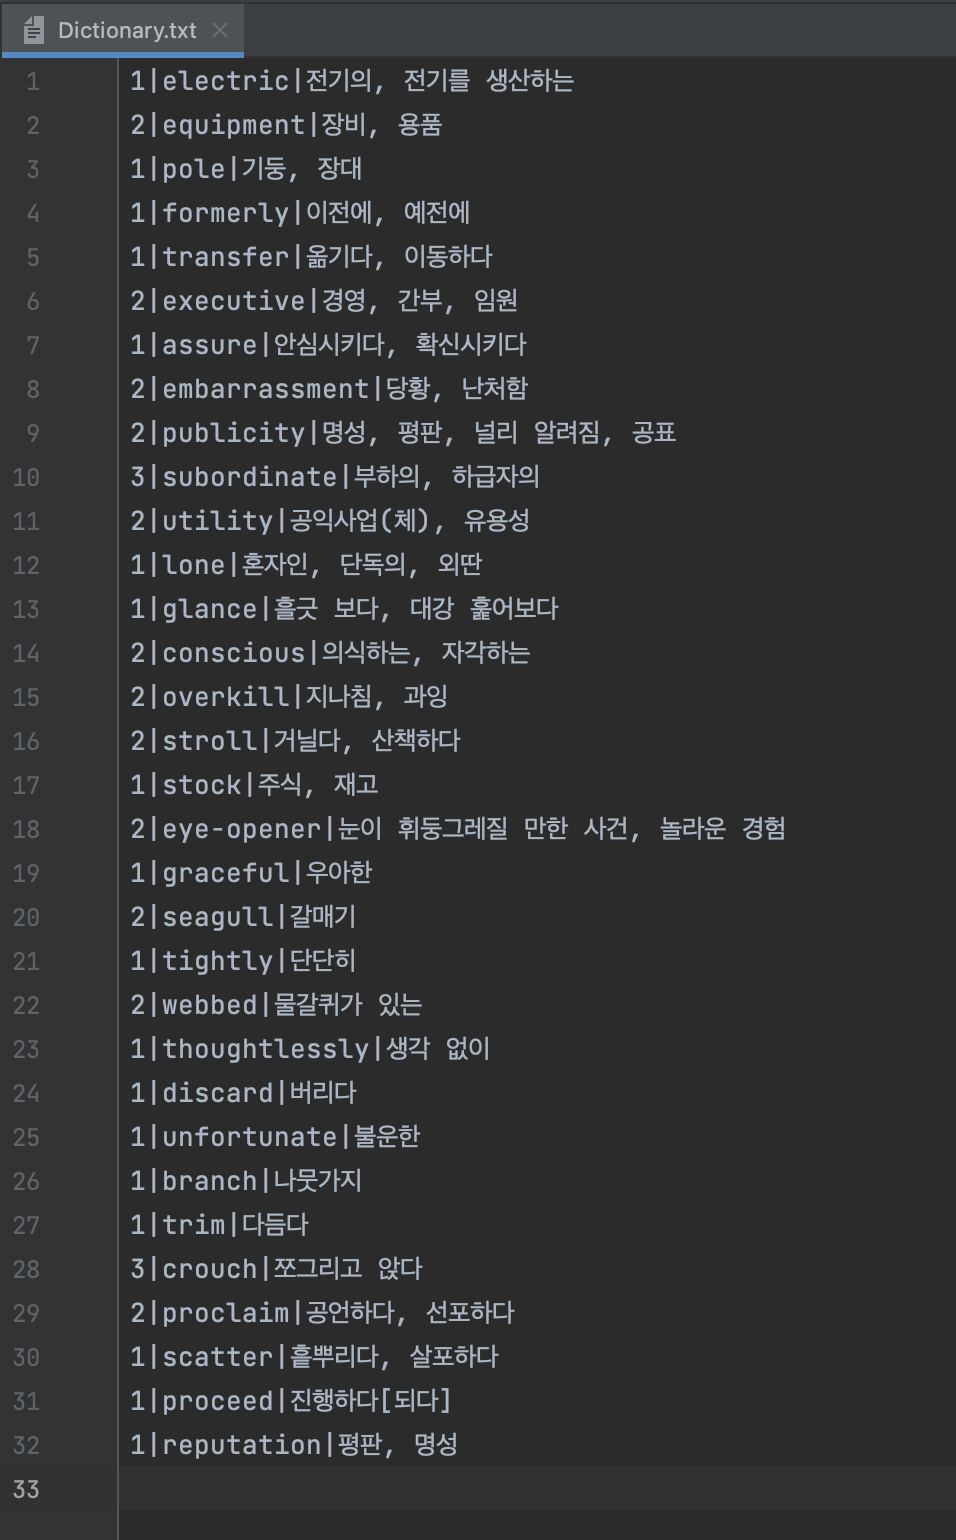 Dictionary.txt
1 1|electric|전기의, 전기를 생산하는
2 2|equipment|장비, 용품
3 1|pole|기둥, 장대
4 1|formerly|이전에, 예전에
5 1|transfer|옮기다, 이동하다
6 2|executive|경영, 간부, 임원
7 1|assure|안심시키다, 확신시키다
8 2|embarrassment|당황, 난처함
9 2|publicity|명성, 평판, 널리 알려짐, 공표
10 3|subordinate|부하의, 하급자의
11 2|utility|공익사업(체), 유용성
12 1|lone|혼자인, 단독의, 외딴
13 1|glance|흘긋 보다, 대강 훑어보다
14 2|conscious|의식하는, 자각하는
15 2|overkill|지나침, 과잉
16 2|stroll|거닐다, 산책하다
17 1|stock|주식, 재고
18 2|eye-opener|눈이 휘둥그레질 만한 사건, 놀라운 경험
19 1|graceful|우아한
20 2|seagull|갈매기
21 1|tightly|단단히
22 2|webbed|물갈퀴가 있는
23 1|thoughtlessly|생각 없이
24 1|discard|버리다
25 1|unfortunate|불운한
26 1|branch|나뭇가지
27 1|trim|다듬다
28 3|crouch|쪼그리고 앉다
29 2|proclaim|공언하다, 선포하다
30 1|scatter|흩뿌리다, 살포하다
31 1|proceed|진행하다[되다]
32 1|reputation|평판, 명성
33